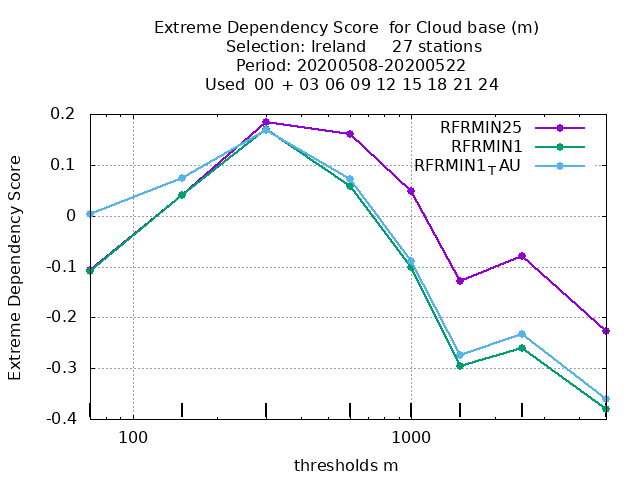 Extreme Dependency Score  for Cloud base (m)
Selection: Ireland     27 stations
Period: 20200508-20200522
Used  00  + 03 06 09 12 15 18 21 24
RFRMIN25
RFRMIN1
RFRMIN1TAU
Extreme Dependency Score
0.2
0.1
0
-0.1
-0.2
-0.3
-0.4
100
1000
thresholds m